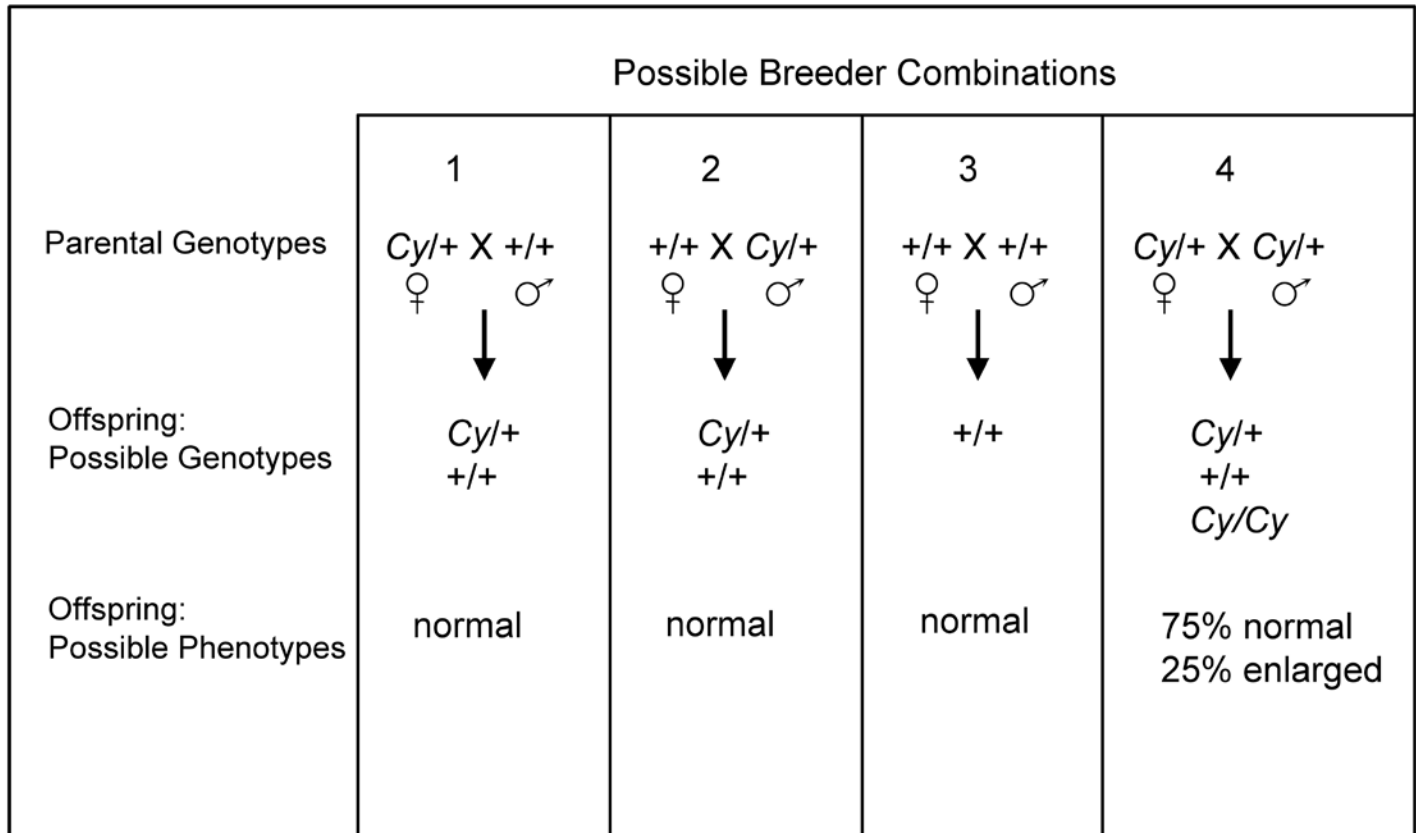 Possible Breeder Combinations
1 2 3 4
Parental Genotypes Cy/+ X +/+ +/+ X Cy/+ +/+ X +/+ Cy/+ X Cy/+
♀ ♂ ♀ ♂ ♀ ♂ ♀ ♂
Offspring:
Possible Genotypes
Cy/+ Cy/+ +/+ Cy/+
+/+ +/+ +/+
Cy/Cy
Offspring:
Possible Phenotypes
normal normal normal 75% normal
25% enlarged